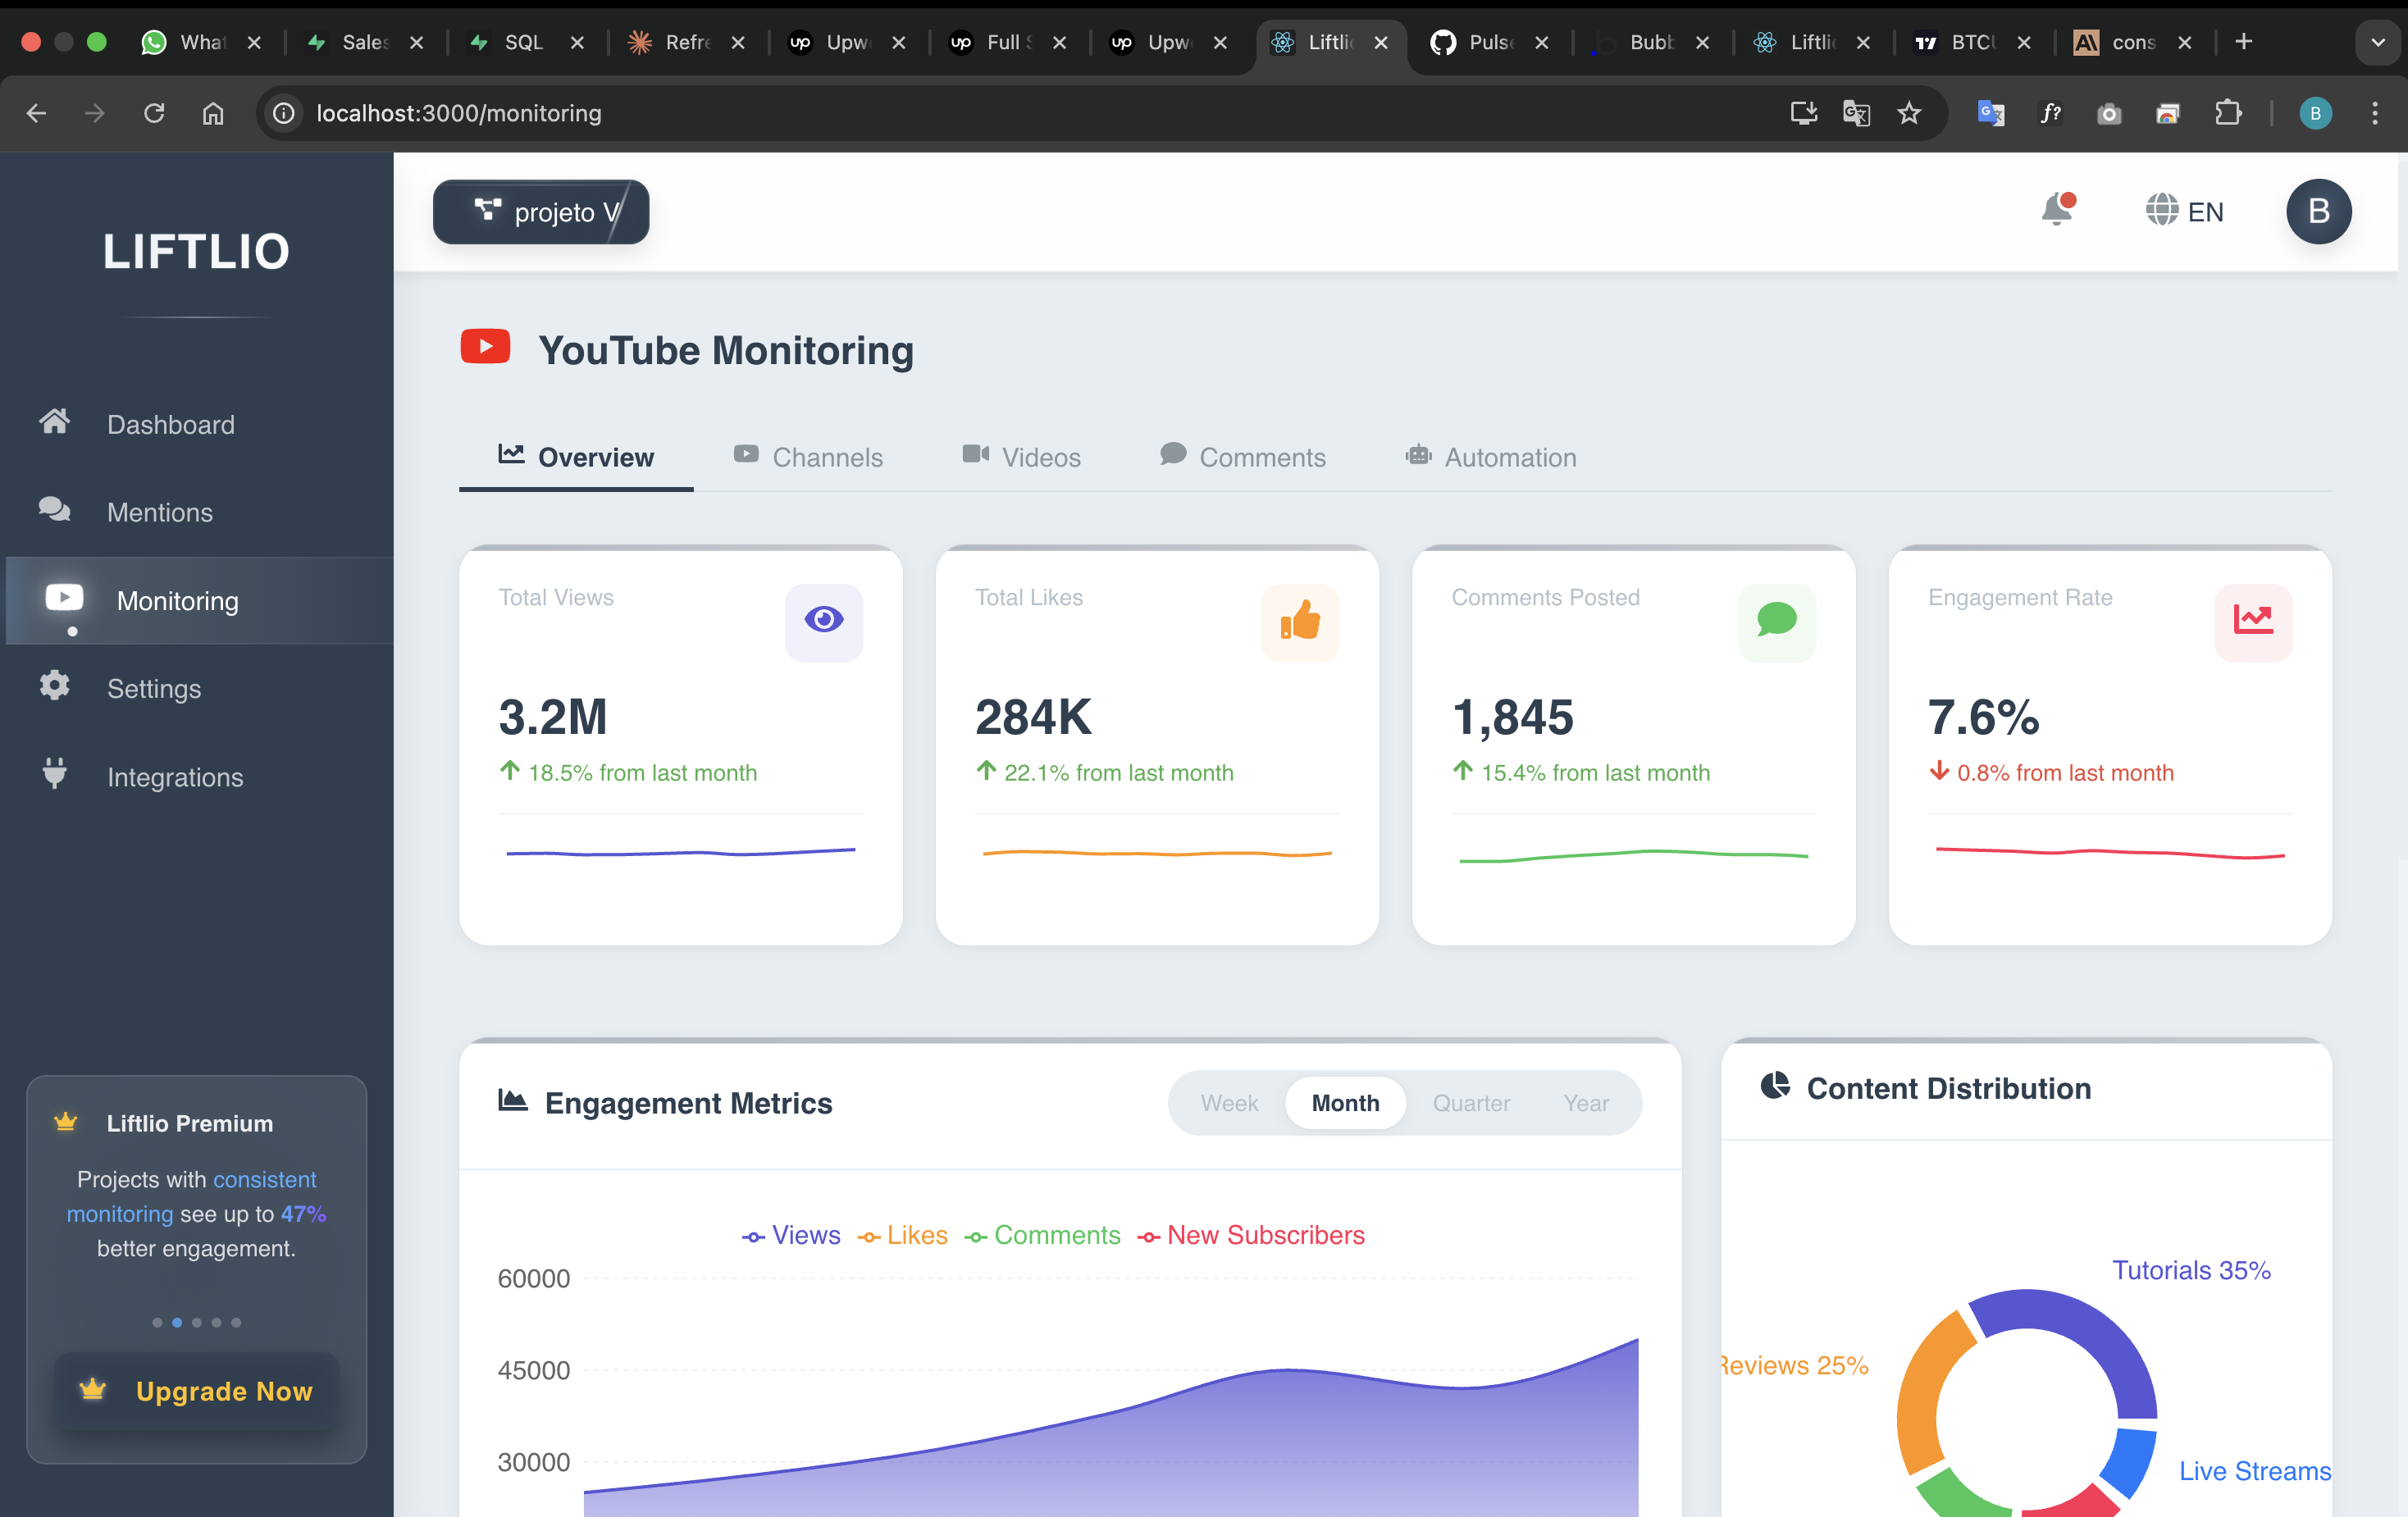 What
Sales
SQL
Refre
Upw
Full S
Upw
Liftlio
Pulse
Bubb
Liftlio
BTCU
cons
localhost:3000/monitoring
B
LIFTLIO
projeto V
EN
B
YouTube Monitoring
Dashboard
Mentions
Monitoring
Settings
Integrations
Overview
Channels
Videos
Comments
Automation
Total Views
3.2M
18.5% from last month
Total Likes
284K
22.1% from last month
Comments Posted
1,845
15.4% from last month
Engagement Rate
7.6%
0.8% from last month
Liftlio Premium
Projects with consistent
monitoring see up to 47%
better engagement.
Upgrade Now
Engagement Metrics
Week
Month
Quarter
Year
Views
Likes
Comments
New Subscribers
60000
45000
30000
Content Distribution
Tutorials 35%
Reviews 25%
Live Streams